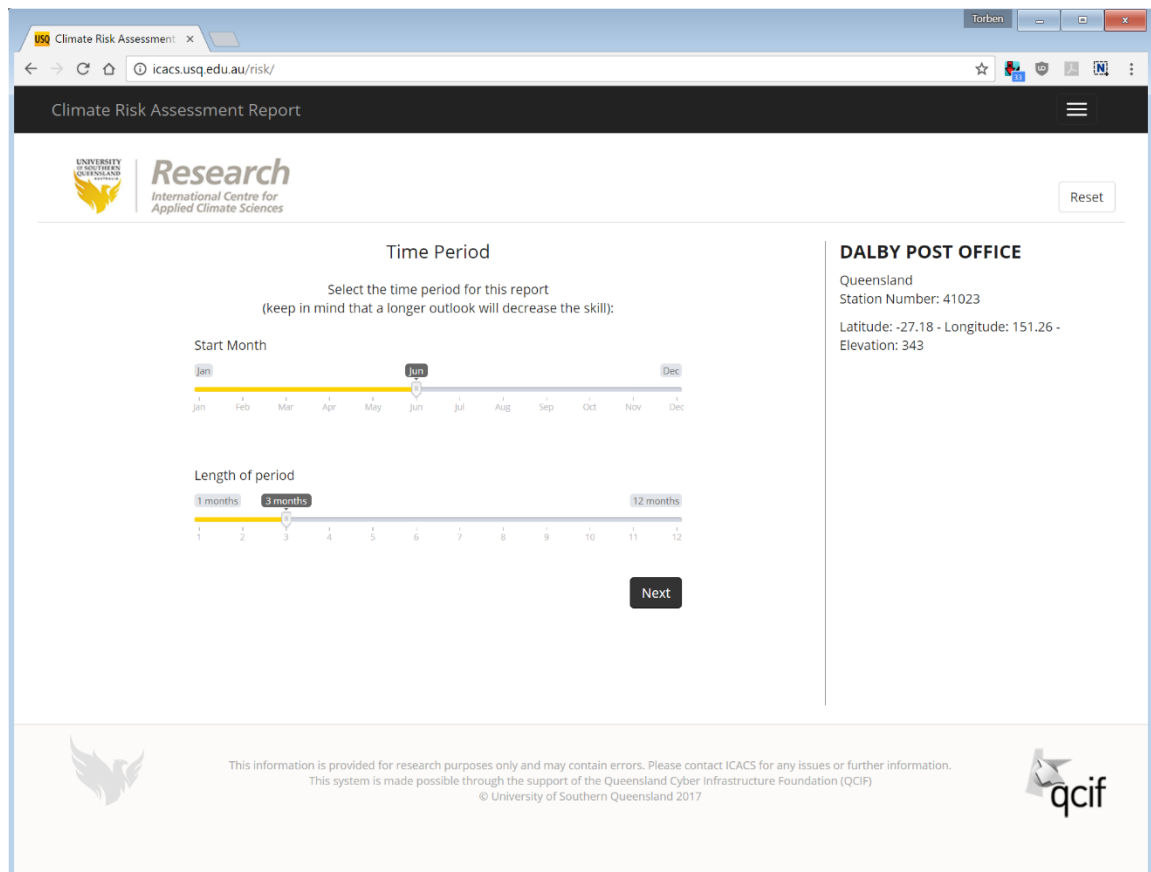 Torben
USQ Climate Risk Assessment
icacs.usq.edu.au/risk/
33
Climate Risk Assessment Report
UNIVERSITY
OF SOUTHERN
QUEENSLAND
AUSTRALIA
Research
International Centre for
Applied Climate Sciences
Reset
Time Period
Select the time period for this report
(keep in mind that a longer outlook will decrease the skill):
Start Month
Jan Jun Dec
Jan Feb Mar Apr May Jun Jul Aug Sep Oct Nov Dec
Length of period
1 months 3 months 12 months
1 2 3 4 5 6 7 8 9 10 11 12
Next
DALBY POST OFFICE
Queensland
Station Number: 41023
Latitude: -27.18 - Longitude: 151.26 -
Elevation: 343
This information is provided for research purposes only and may contain errors. Please contact ICACS for any issues or further information.
This system is made possible through the support of the Queensland Cyber Infrastructure Foundation (QCIF)
© University of Southern Queensland 2017
qcif